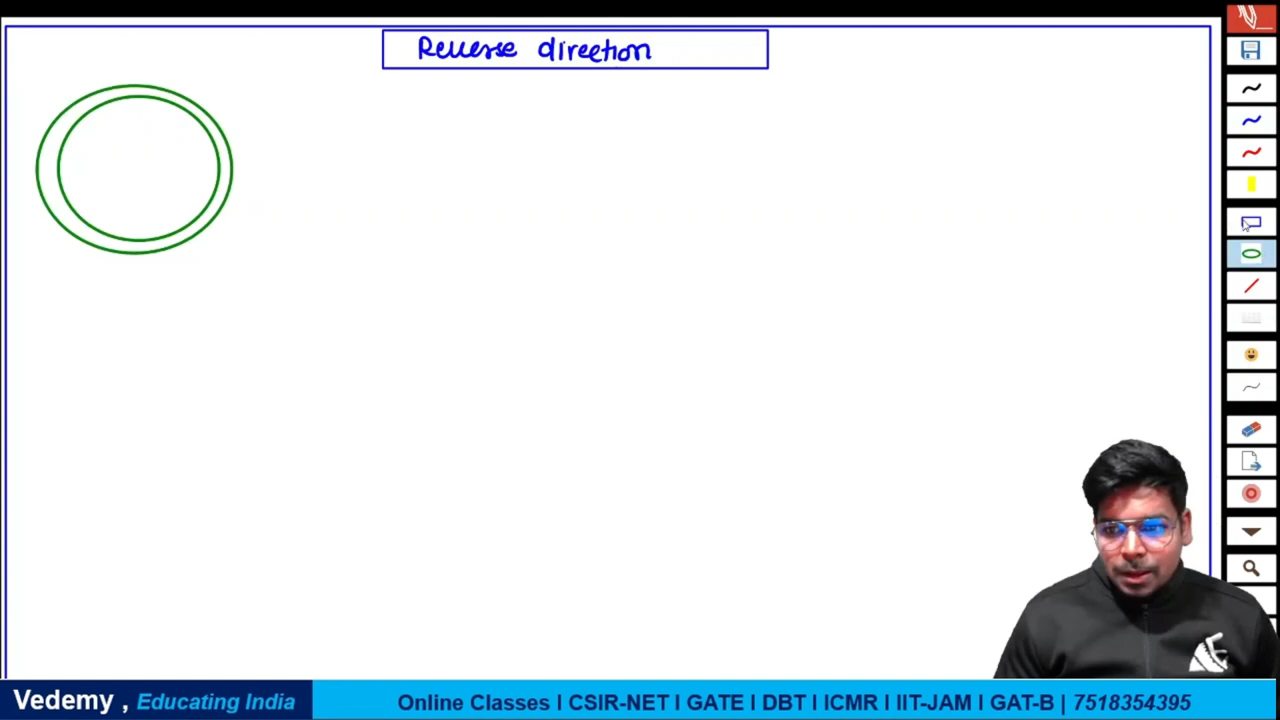 Reverse direction
Vedemy , Educating India
Online Classes I CSIR-NET I GATE I DBT I ICMR I IIT-JAM I GAT-B | 7518354395